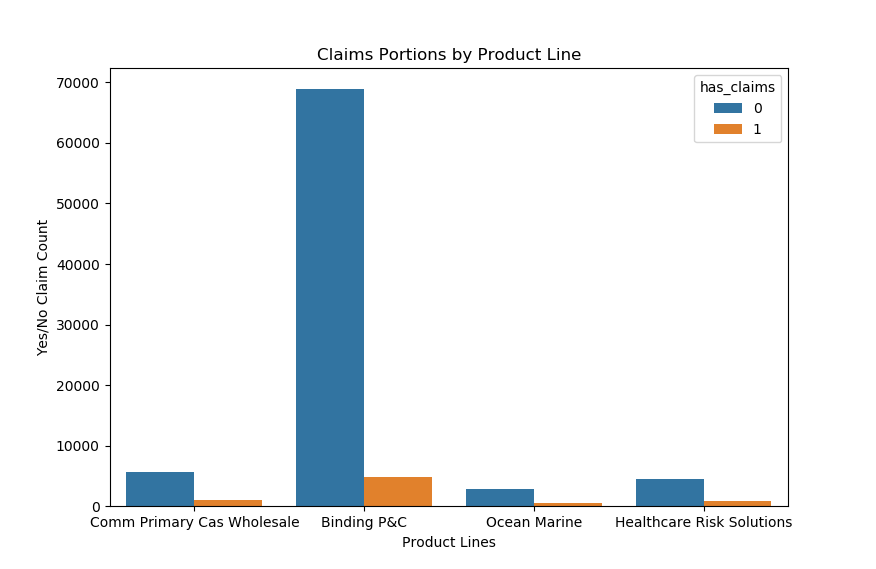 Claims Portions by Product Line
has_claims
0
1
70000
60000
50000
40000
30000
20000
10000
0
Yes/No Claim Count
Comm Primary Cas Wholesale
Binding P&C
Ocean Marine
Healthcare Risk Solutions
Product Lines